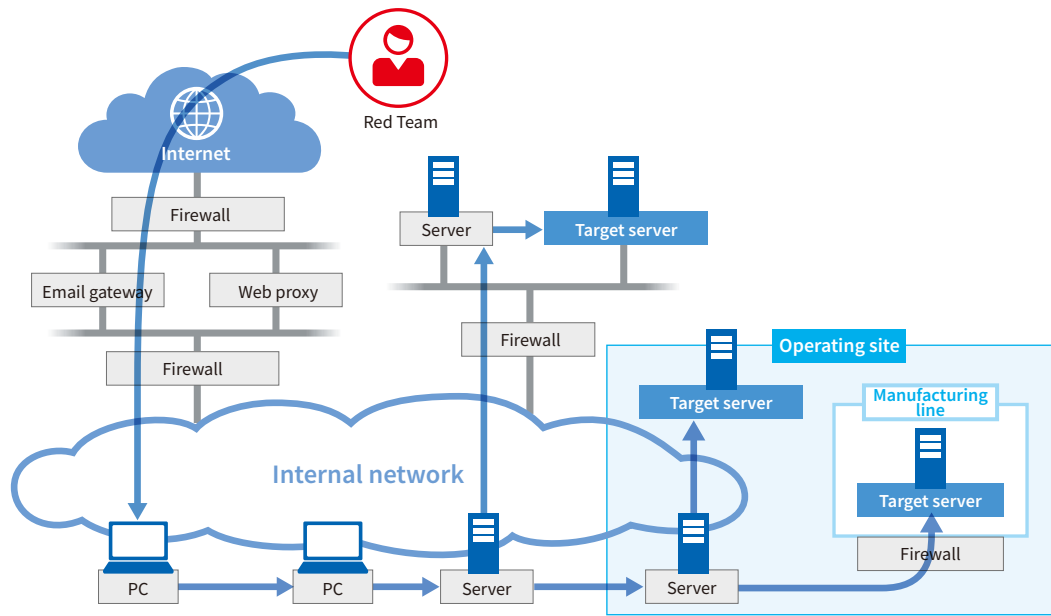 Red Team
Internet
Firewall
Server
Target server
Email gateway
Web proxy
Firewall
Firewall
Operating site
Target server
Manufacturing
line
Internal network
Target server
Firewall
PC
PC
Server
Server